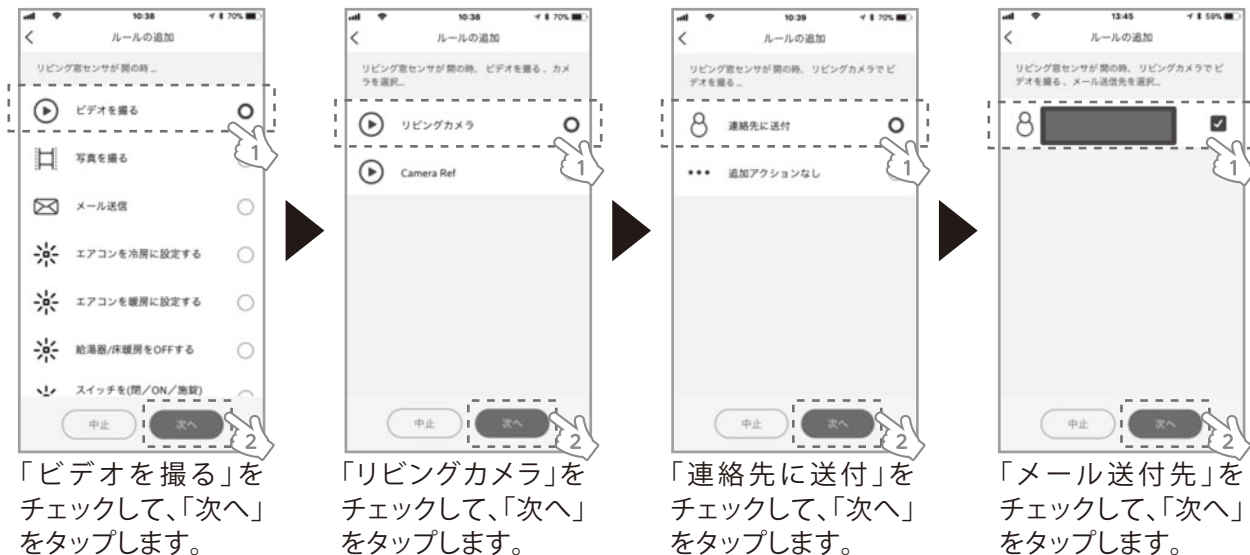 10:38
70%
ルールの追加
リビング窓センサが開の時 ...
ビデオを撮る
1
写真を撮る
メール送信
エアコンを冷房に設定する
エアコンを暖房に設定する
給湯器/床暖房をOFFする
スイッチを(閉/ON/施錠)
中止
次へ
2
「ビデオを撮る」を
チェックして、「次へ」
をタップします。
10:38
70%
ルールの追加
リビング窓センサが開の時、 ビデオを撮る 、カメ
ラを選択...
リビングカメラ
1
Camera Ref
中止
次へ
2
「リビングカメラ」を
チェックして、「次へ」
をタップします。
10:39
70%
ルールの追加
リビング窓センサが開の時、 リビングカメラでビ
デオを撮る ...
連絡先に送付
1
追加アクションなし
中止
次へ
2
「連絡先に送付」を
チェックして、「次へ」
をタップします。
13:45
59%
ルールの追加
リビング窓センサが開の時、 リビングカメラでビ
デオを撮る 、メール送信先を選択...
1
中止
次へ
2
「メール送付先」を
チェックして、「次へ」
をタップします。